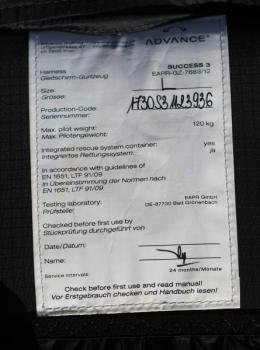 ADVANCE
Harness SUCCESS 3
Gleitschirm-Gurtzeug EAPR-GZ-7683/12
Size: L
Grösse:
Production-Code:
Seriennummer:
Max. pilot weight: 120 kg
Max. Pilotengewicht:
Integrated rescue system container: yes
Integriertes Rettungssystem: ja
In accordance with guidelines of
EN 1651, LTF 91/09
in Übereinstimmung der Normen nach
EN 1651, LTF 91/09
Testing laboratory: EAPR GmbH
Prüfstelle: DE-87730 Bad Grönenbach
Checked before first use by
Stückprüfung durchgeführt von
Date/Datum:
Name:
Service intervals: 24 months/Monate
Check before first use and read manual!
Vor Erstgebrauch checken und Handbuch lesen!